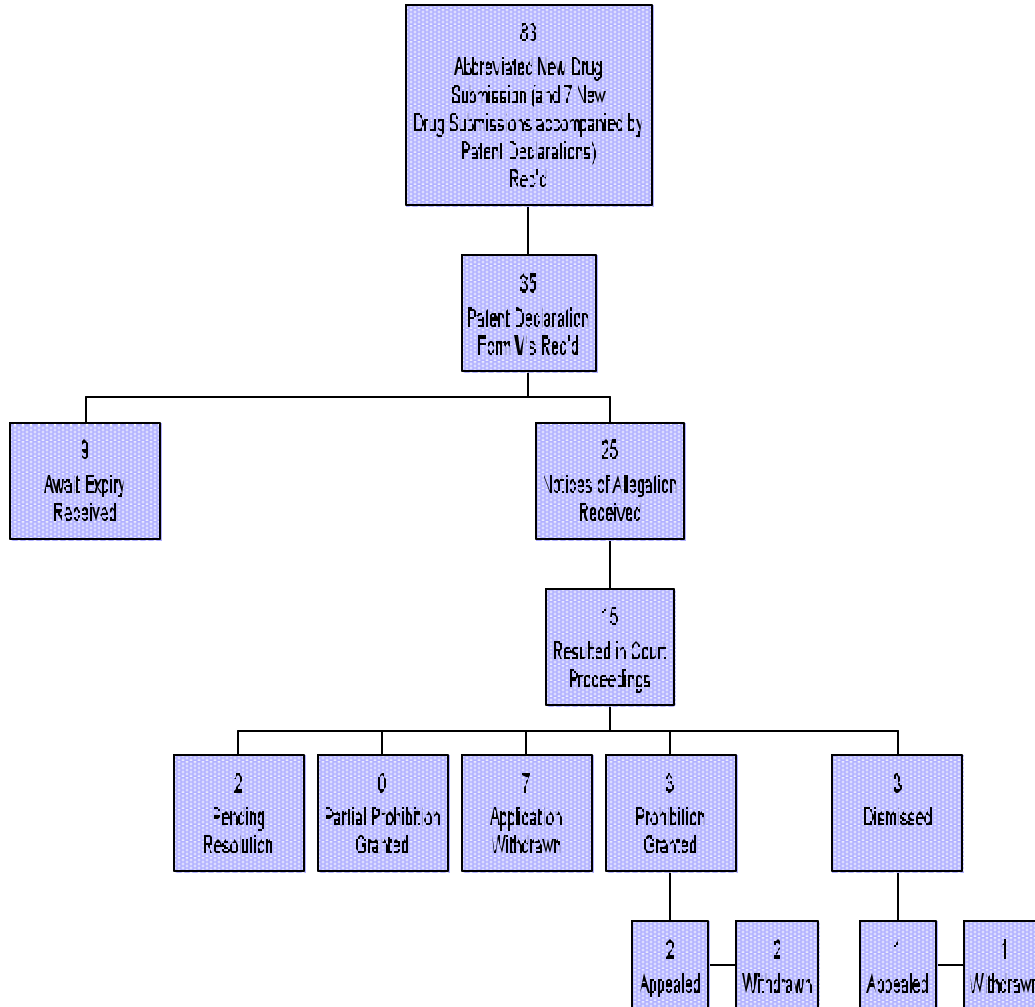 83
Abbreviated New Drug
Submission (and 7 New
Drug Submissions accompanied by
Patent Declarations)
Rec'd
35
Patent Declaration
Form V's Rec'd
9
Await Expiry
Received
25
Notices of Allegation
Received
15
Resulted in Court
Proceedings
2
Pending
Resolution
0
Partial Prohibition
Granted
7
Application
Withdrawn
3
Prohibition
Granted
3
Dismissed
2
Appealed
2
Withdrawn
1
Appealed
1
Withdrawn